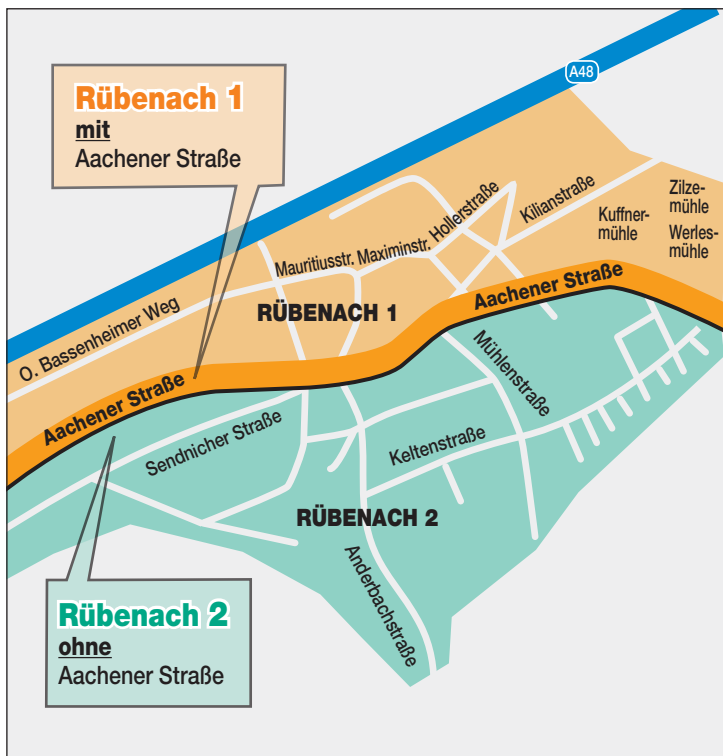 A48
Rübenach 1
mit
Aachener Straße
Zilze-
mühle
Kilianstraße
Kuffner-
mühle
Werles-
mühle
Hollerstraße
Mauritiusstr. Maximinstr.
Aachener Straße
RÜBENACH 1
O. Bassenheimer Weg
Aachener Straße
Mühlenstraße
Sendnicher Straße
Keltenstraße
RÜBENACH 2
Anderbachstraße
Rübenach 2
ohne
Aachener Straße